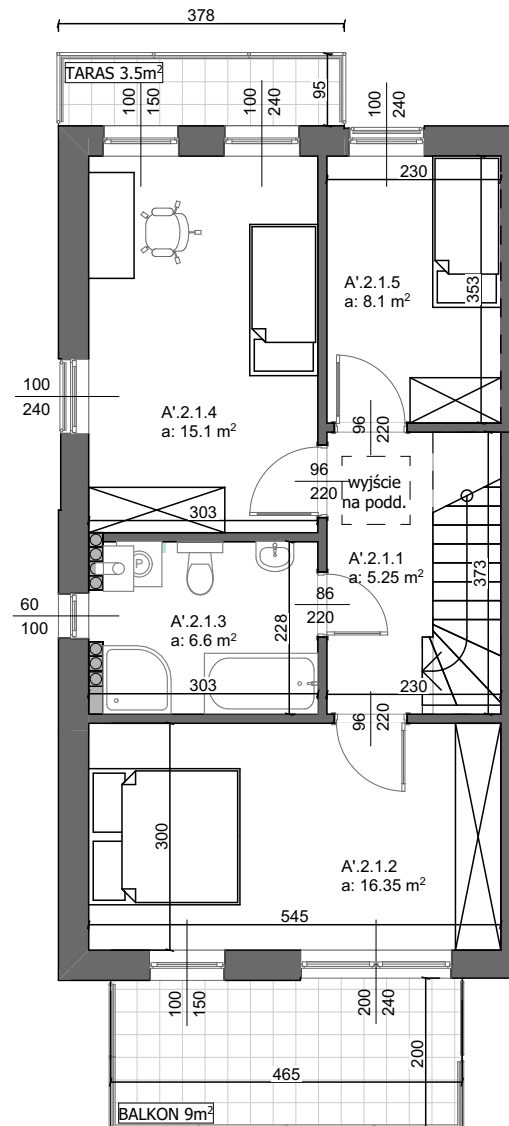 378
TARAS 3.5m²
95
100
150
100
240
100
240
230
A'.2.1.5
a: 8.1 m²
353
100
240
A'.2.1.4
a: 15.1 m²
96
220
96
220
wyjście
na podd.
303
A'.2.1.1
a: 5.25 m²
373
P
60
100
A'.2.1.3
a: 6.6 m²
228
86
220
303
230
96
220
300
A'.2.1.2
a: 16.35 m²
545
100
150
200
240
200
465
BALKON 9m²